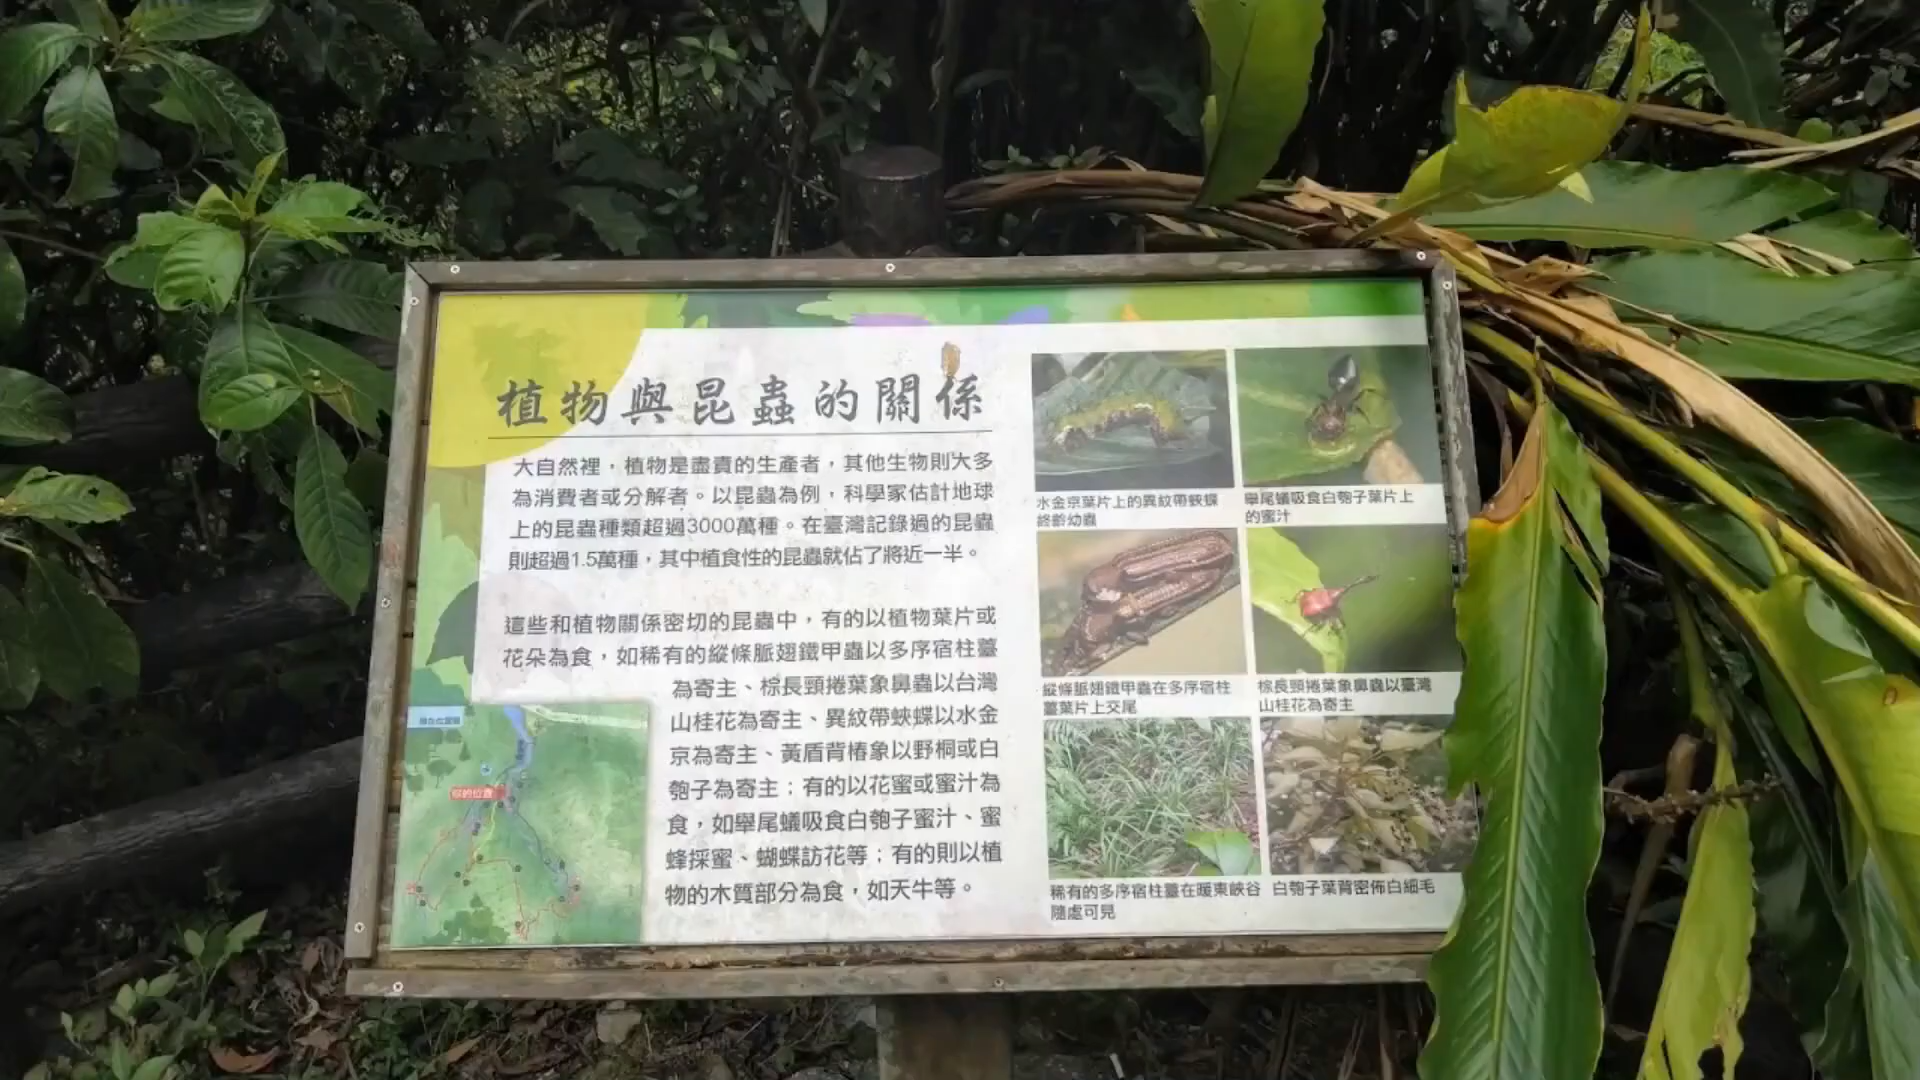 植物與昆蟲的關係
大自然裡，植物是盡責的生產者，其他生物則大多
為消費者或分解者。以昆蟲為例，科學家估計地球
上的昆蟲種類超過3000萬種。在臺灣記錄過的昆蟲
則超過1.5萬種，其中植食性的昆蟲就佔了將近一半。
這些和植物關係密切的昆蟲中，有的以植物葉片或
花朵為食，如稀有的縱條脈翅鐵甲蟲以多序宿柱薹
為寄主、棕長頸捲葉象鼻蟲以台灣
山桂花為寄主、異紋帶蛺蝶以水金
京為寄主、黃盾背椿象以野桐或白
匏子為寄主；有的以花蜜或蜜汁為
食，如舉尾蟻吸食白匏子蜜汁、蜜
蜂採蜜、蝴蝶訪花等；有的則以植
物的木質部分為食，如天牛等。
你的位置
水金京葉片上的異紋帶蛺蝶
終齡幼蟲
舉尾蟻吸食白匏子葉片上
的蜜汁
縱條脈翅鐵甲蟲在多序宿柱
薹葉片上交尾
棕長頸捲葉象鼻蟲以臺灣
山桂花為寄主
稀有的多序宿柱薹在暖東峽谷
隨處可見
白匏子葉背密佈白細毛